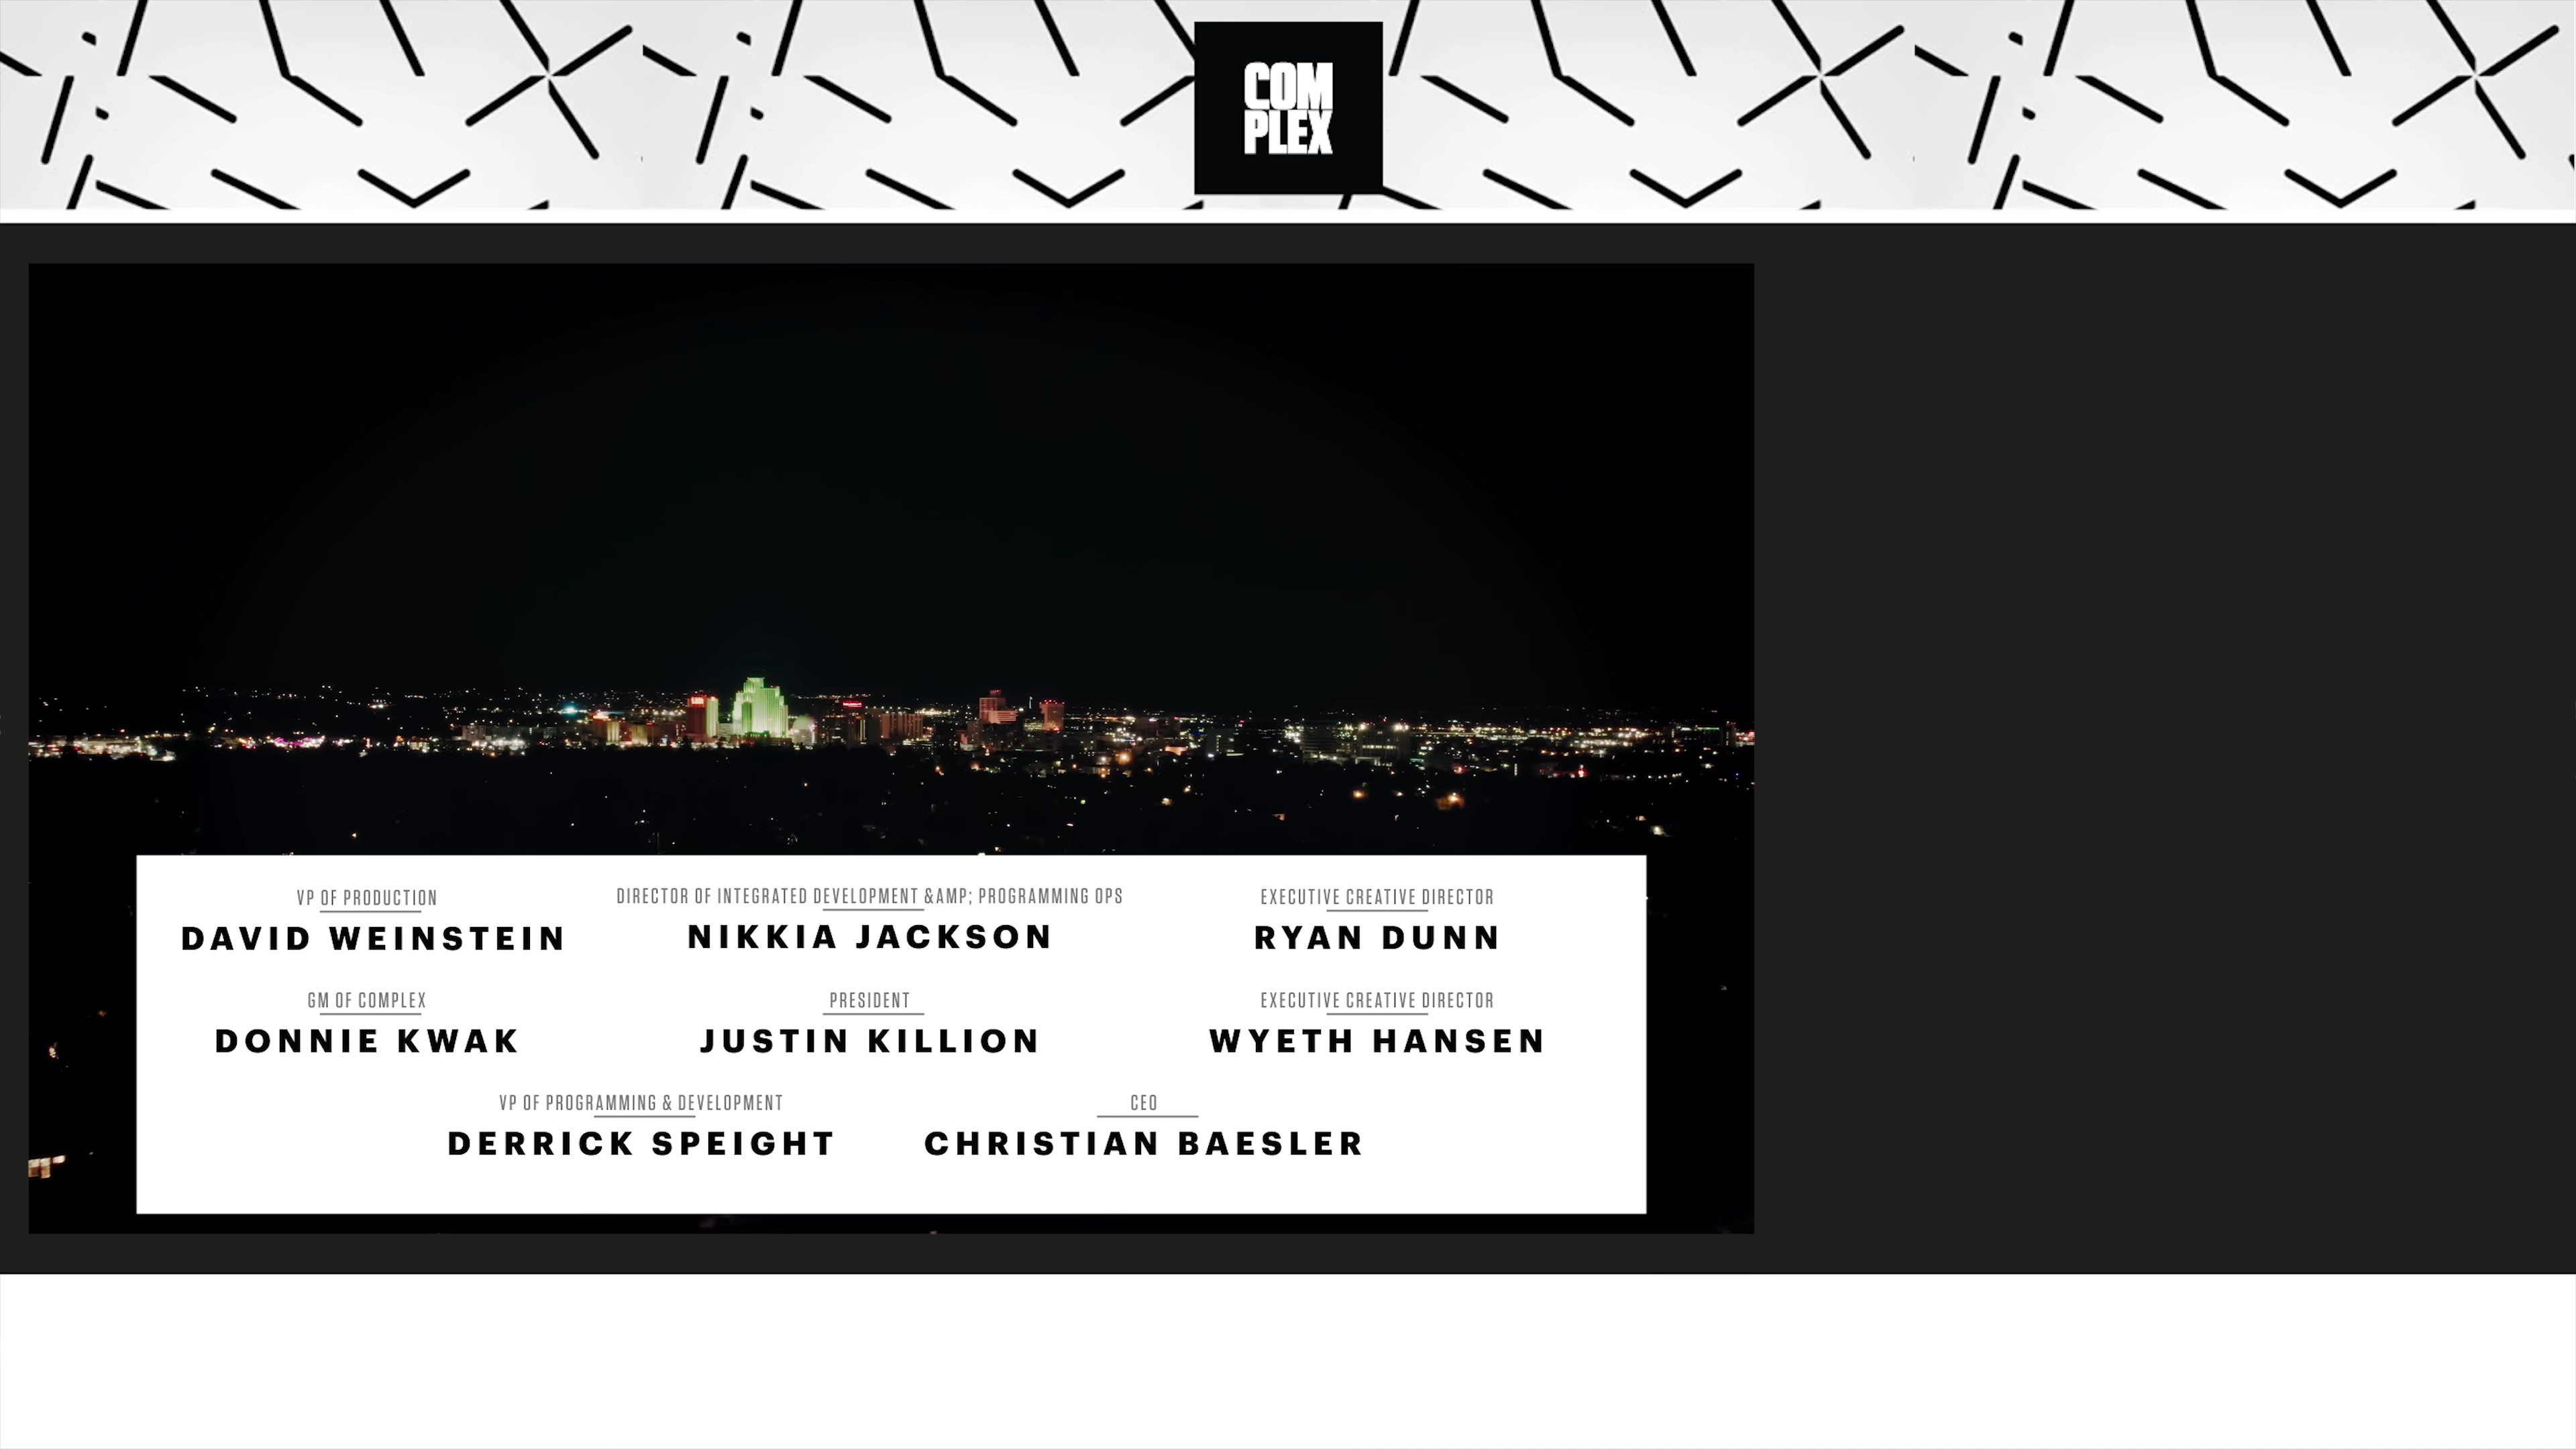 COM
PLEX
VP OF PRODUCTION
DAVID WEINSTEIN
DIRECTOR OF INTEGRATED DEVELOPMENT &AMP; PROGRAMMING OPS
NIKKIA JACKSON
EXECUTIVE CREATIVE DIRECTOR
RYAN DUNN
GM OF COMPLEX
DONNIE KWAK
PRESIDENT
JUSTIN KILLION
EXECUTIVE CREATIVE DIRECTOR
WYETH HANSEN
VP OF PROGRAMMING & DEVELOPMENT
DERRICK SPEIGHT
CEO
CHRISTIAN BAESLER